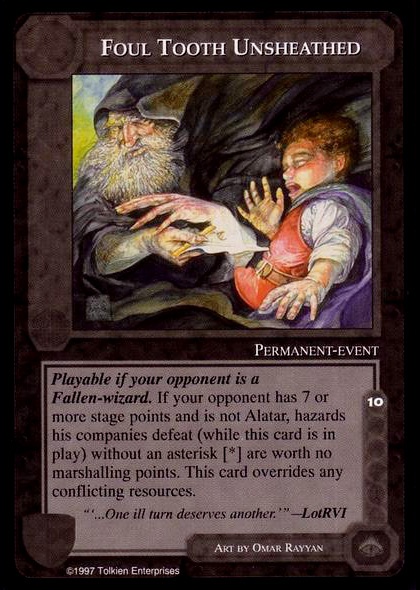 Foul Tooth Unsheathed
Permanent-event
Playable if your opponent is a
Fallen-wizard. If your opponent has 7 or
more stage points and is not Alatar, hazards
his companies defeat (while this card is in
play) without an asterisk [*] are worth no
marshalling points. This card overrides any
conflicting resources.
10
“‘...One ill turn deserves another.’”—LotRVI
Art by Omar Rayyan
©1997 Tolkien Enterprises